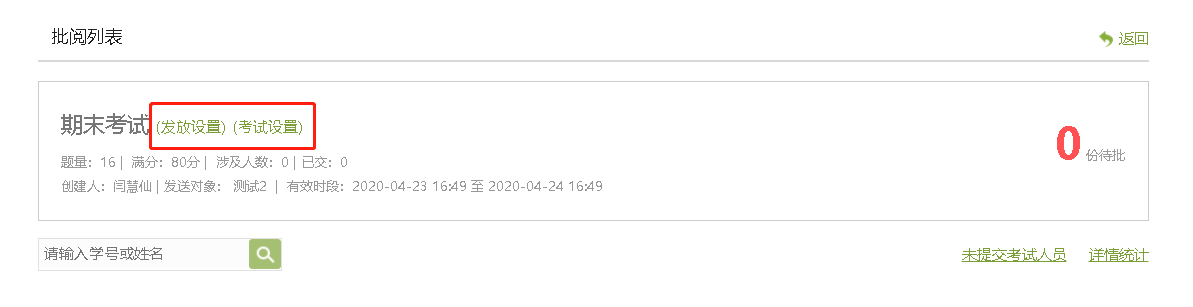 批阅列表
返回
期末考试 (发放设置) (考试设置)
题量：16 | 满分：80分 | 涉及人数：0 | 已交：0
0 份待批
创建人：闫慧仙 | 发送对象： 测试2 | 有效时段：2020-04-23 16:49 至 2020-04-24 16:49
请输入学号或姓名
未提交考试人员 详情统计